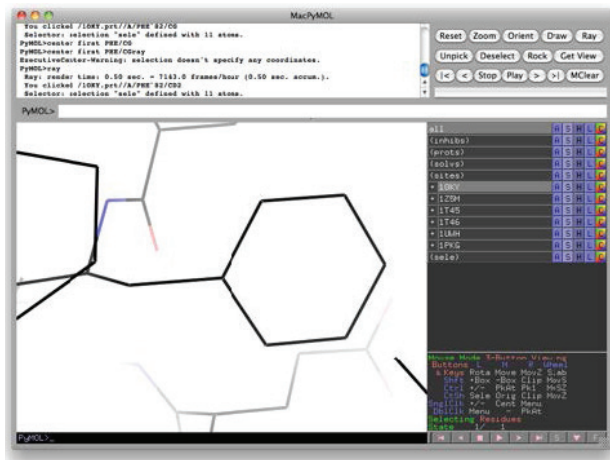 MacPyMOL
You clicked /1OKY.prt//A/PHE`92/CG
Selector: selection "sele" defined with 11 atoms.
PyMOL>center first PHE/CG
PyMOL>center first PHE/CGray
ExecutiveCenter-Warning: selection doesn't specify any coordinates.
PyMOL>ray
Ray: render time: 0.50 sec. = 7143.0 frames/hour (0.50 sec. accum.).
You clicked /1OKY.prt//A/PHE`92/CD2
Selector: selection "sele" defined with 11 atoms.
Reset Zoom Orient Draw Ray
Unpick Deselect Rock Get View
|< < Stop Play > >| MClear
PyMOL>
all A S H L C
(inhibs) A S H L C
(prots) A S H L C
(solvs) A S H L C
(sites) A S H L C
+ 1OKY A S H L C
+ 1Z5M A S H L C
+ 1T45 A S H L C
+ 1T46 A S H L C
+ 1UWH A S H L C
+ 1PKG A S H L C
(sele) A S H L C
Mouse Mode 3-Button Viewing
Buttons L M R Wheel
& Keys Rota Move MovZ Slab
Shft +Box -Box Clip MovS
Ctrl +/- PkAt Pk1 MvSZ
CtSh Sele Orig Clip MovZ
SnglClk +/- Cent Menu
DblClk Menu - PkAt
Selecting Residues
State 1/ 1
PyMOL>_
S F